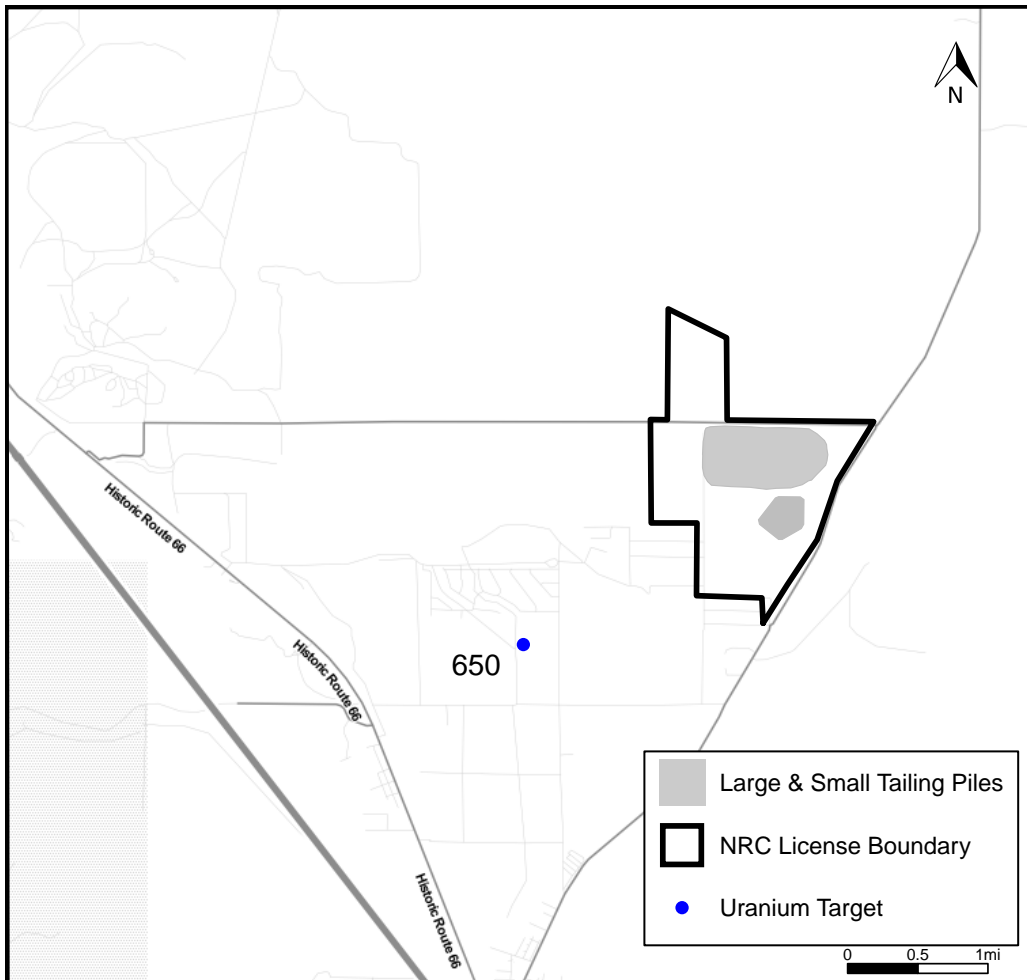 N
Historic Route 66
Historic Route 66
650
Historic Route 66
Large & Small Tailing Piles
NRC License Boundary
Uranium Target
0 0.5 1mi